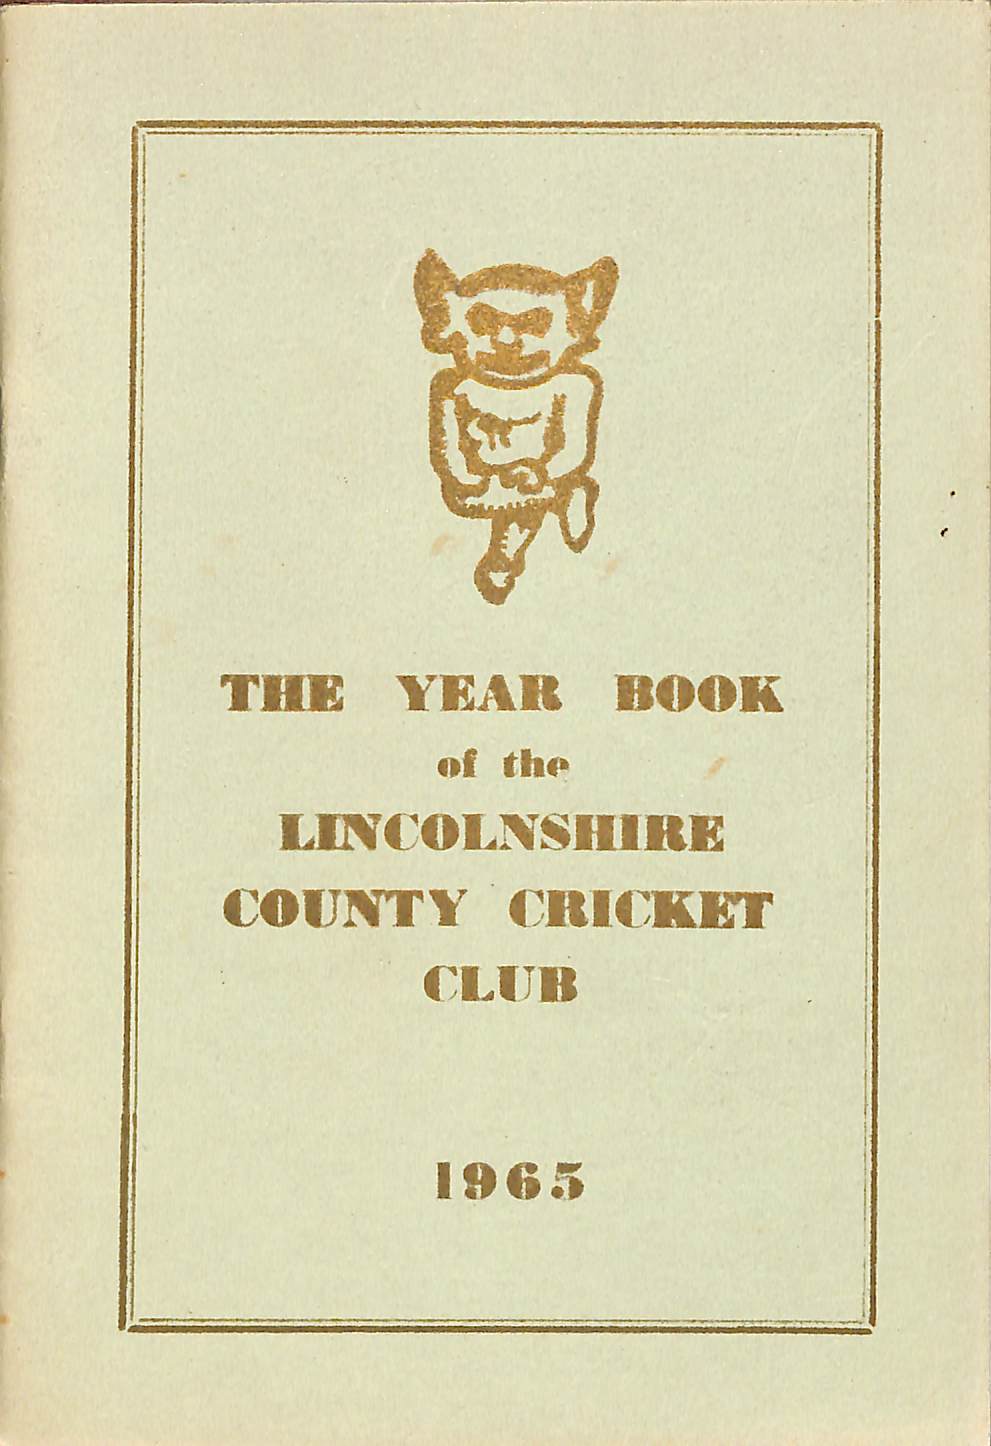 THE YEAR BOOK
of the
LINCOLNSHIRE
COUNTY CRICKET
CLUB
1965